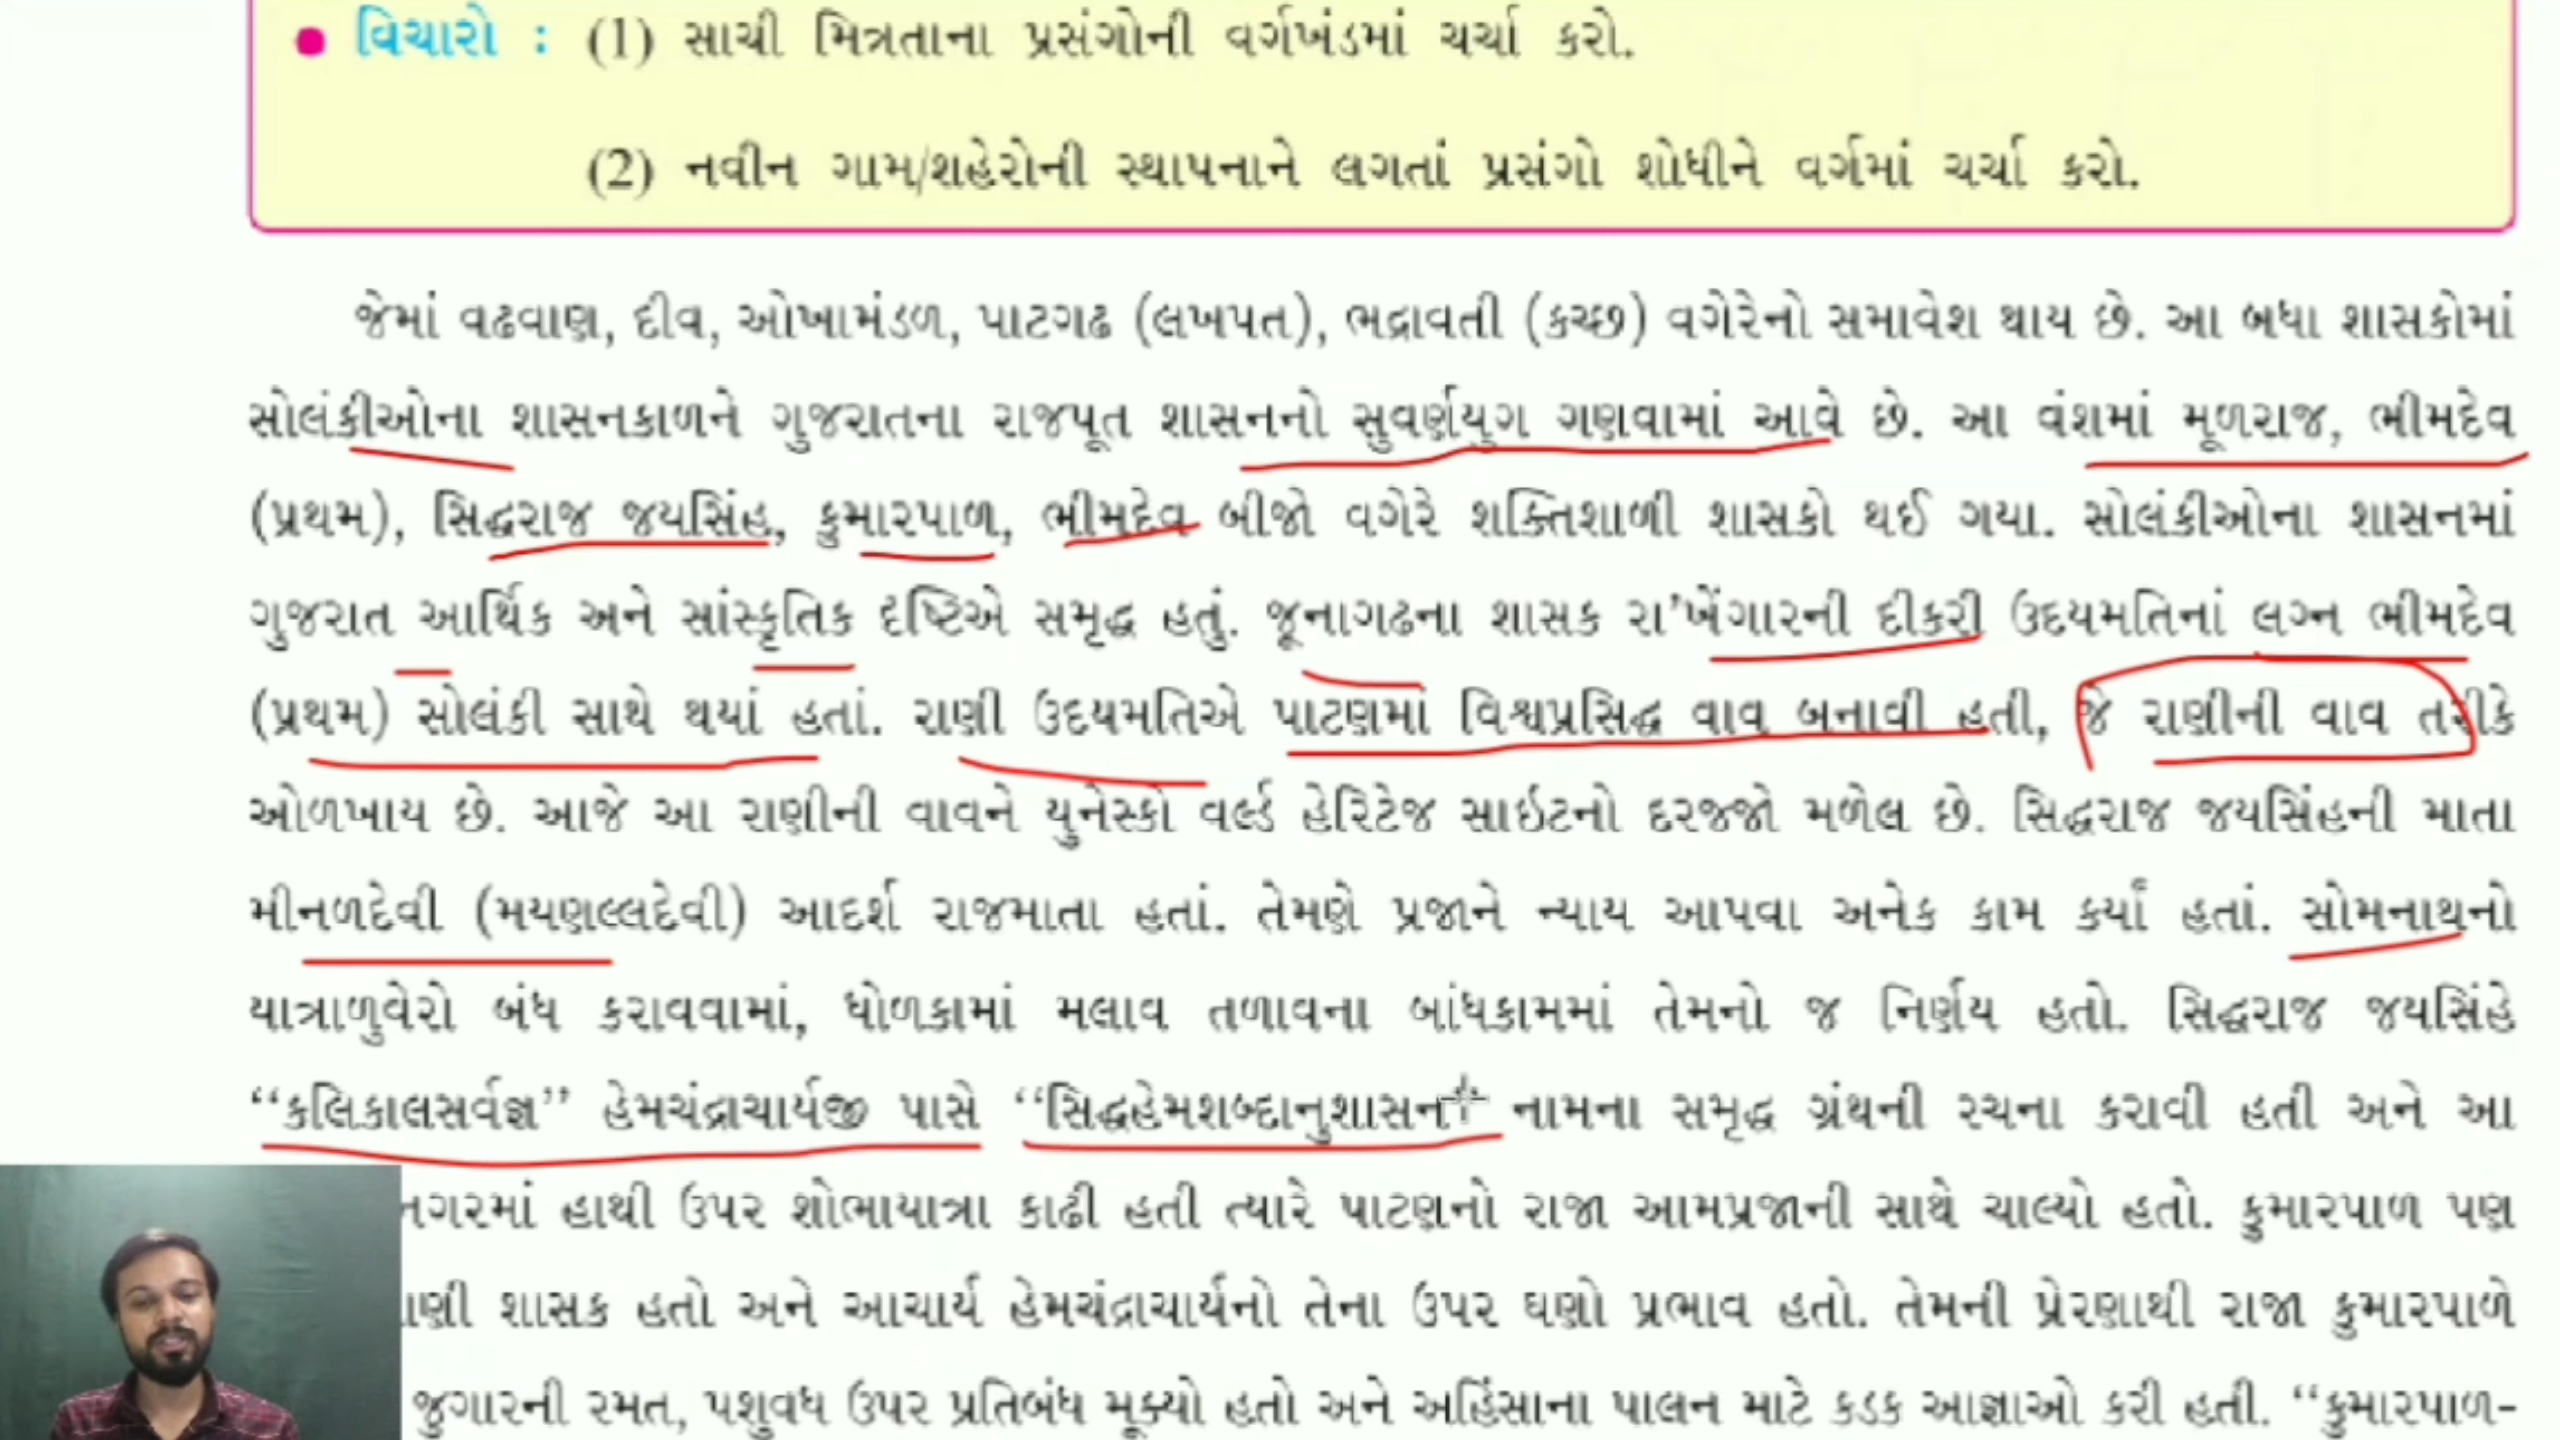 ● વિચારો : (1) સાચી મિત્રતાના પ્રસંગોની વર્ગખંડમાં ચર્ચા કરો.
(2) નવીન ગામ/શહેરોની સ્થાપનાને લગતાં પ્રસંગો શોધીને વર્ગમાં ચર્ચા કરો.
જેમાં વઢવાણ, દીવ, ઓખામંડળ, પાટગઢ (લખપત), ભદ્રાવતી (કચ્છ) વગેરેનો સમાવેશ થાય છે. આ બધા શાસકોમાં
સોલંકીઓના શાસનકાળને ગુજરાતના રાજપૂત શાસનનો સુવર્ણયુગ ગણવામાં આવે છે. આ વંશમાં મૂળરાજ, ભીમદેવ
(પ્રથમ), સિદ્ધરાજ જયસિંહ, કુમારપાળ, ભીમદેવ બીજો વગેરે શક્તિશાળી શાસકો થઈ ગયા. સોલંકીઓના શાસનમાં
ગુજરાત આર્થિક અને સાંસ્કૃતિક દૃષ્ટિએ સમૃદ્ધ હતું. જૂનાગઢના શાસક રા'ખેંગારની દીકરી ઉદયમતિનાં લગ્ન ભીમદેવ
(પ્રથમ) સોલંકી સાથે થયાં હતાં. રાણી ઉદયમતિએ પાટણમાં વિશ્વપ્રસિદ્ધ વાવ બનાવી હતી, જે રાણીની વાવ તરીકે
ઓળખાય છે. આજે આ રાણીની વાવને યુનેસ્કો વર્લ્ડ હેરિટેજ સાઇટનો દરજ્જો મળેલ છે. સિદ્ધરાજ જયસિંહની માતા
મીનળદેવી (મયણલ્લદેવી) આદર્શ રાજમાતા હતાં. તેમણે પ્રજાને ન્યાય આપવા અનેક કામ કર્યાં હતાં. સોમનાથનો
યાત્રાળુવેરો બંધ કરાવવામાં, ધોળકામાં મલાવ તળાવના બાંધકામમાં તેમનો જ નિર્ણય હતો. સિદ્ધરાજ જયસિંહે
“કલિકાલસર્વજ્ઞ” હેમચંદ્રાચાર્યજી પાસે “સિદ્ધહેમશબ્દાનુશાસન” નામના સમૃદ્ધ ગ્રંથની રચના કરાવી હતી અને આ
નગરમાં હાથી ઉપર શોભાયાત્રા કાઢી હતી ત્યારે પાટણનો રાજા આમપ્રજાની સાથે ચાલ્યો હતો. કુમારપાળ પણ
શાસક હતો અને આચાર્ય હેમચંદ્રાચાર્યનો તેના ઉપર ઘણો પ્રભાવ હતો. તેમની પ્રેરણાથી રાજા કુમારપાળે
જુગારની રમત, પશુવધ ઉપર પ્રતિબંધ મૂક્યો હતો અને અહિંસાના પાલન માટે કડક આજ્ઞાઓ કરી હતી. “કુમારપાળ-